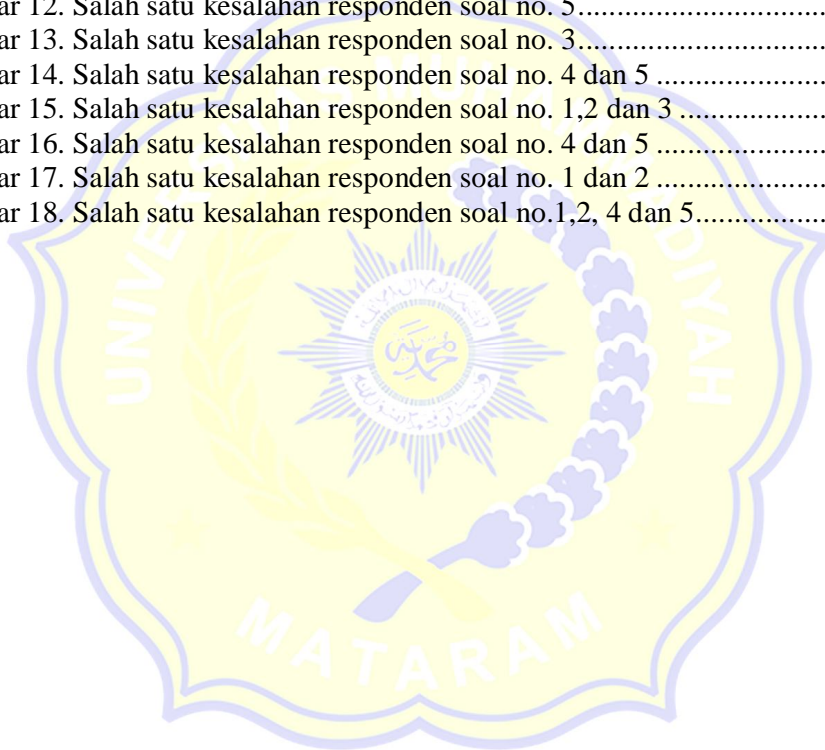 ar 12. Salah satu kesalahan responden soal no. 5................................
ar 13. Salah satu kesalahan responden soal no. 3................................
ar 14. Salah satu kesalahan responden soal no. 4 dan 5 ......................
ar 15. Salah satu kesalahan responden soal no. 1,2 dan 3 ...................
ar 16. Salah satu kesalahan responden soal no. 4 dan 5 ......................
ar 17. Salah satu kesalahan responden soal no. 1 dan 2 ......................
ar 18. Salah satu kesalahan responden soal no.1,2, 4 dan 5.................
UNIVERSITAS MUHAMMADIYAH
MATARAM